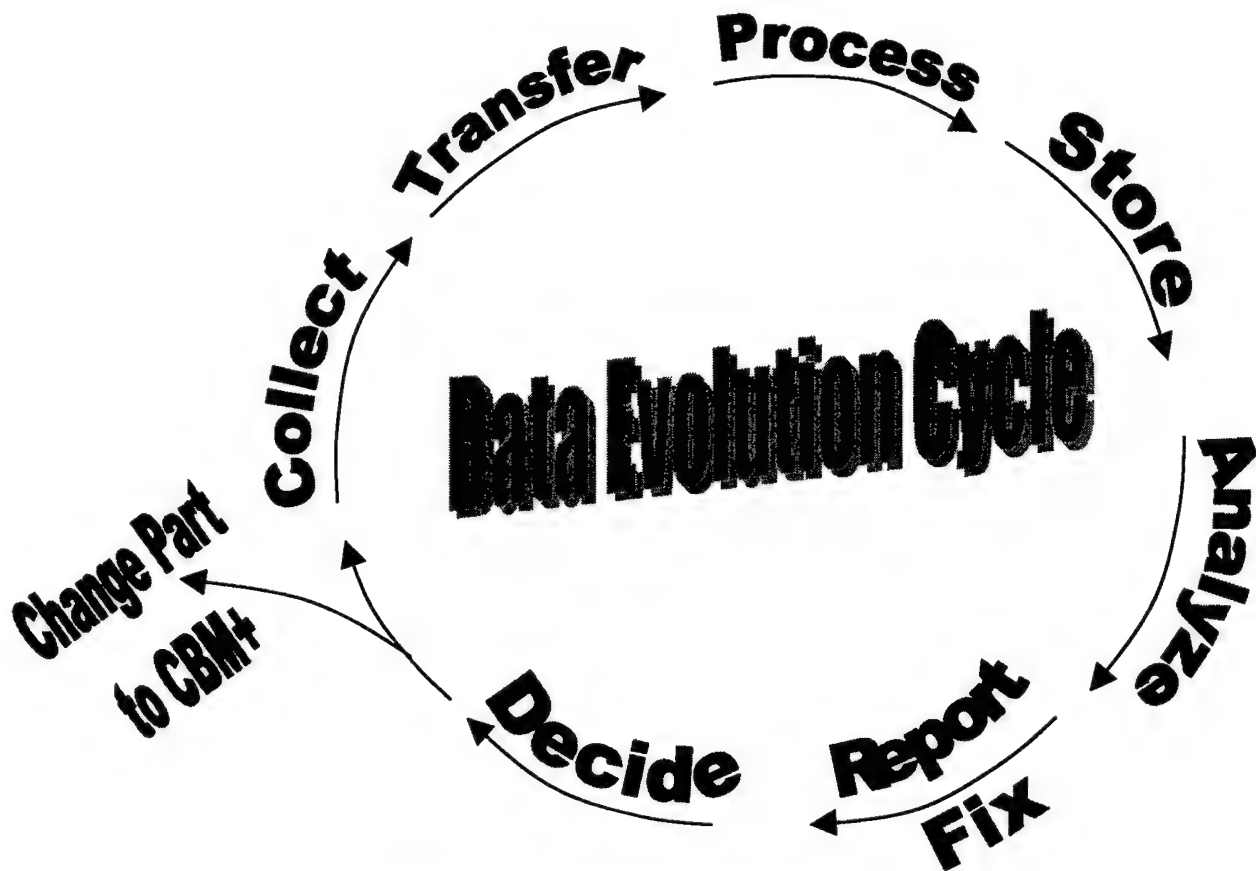 Process
Transfer
Store
Collect
Data Evolution Cycle
Analyze
Change Part
to CBM+
Decide
Report
Fix